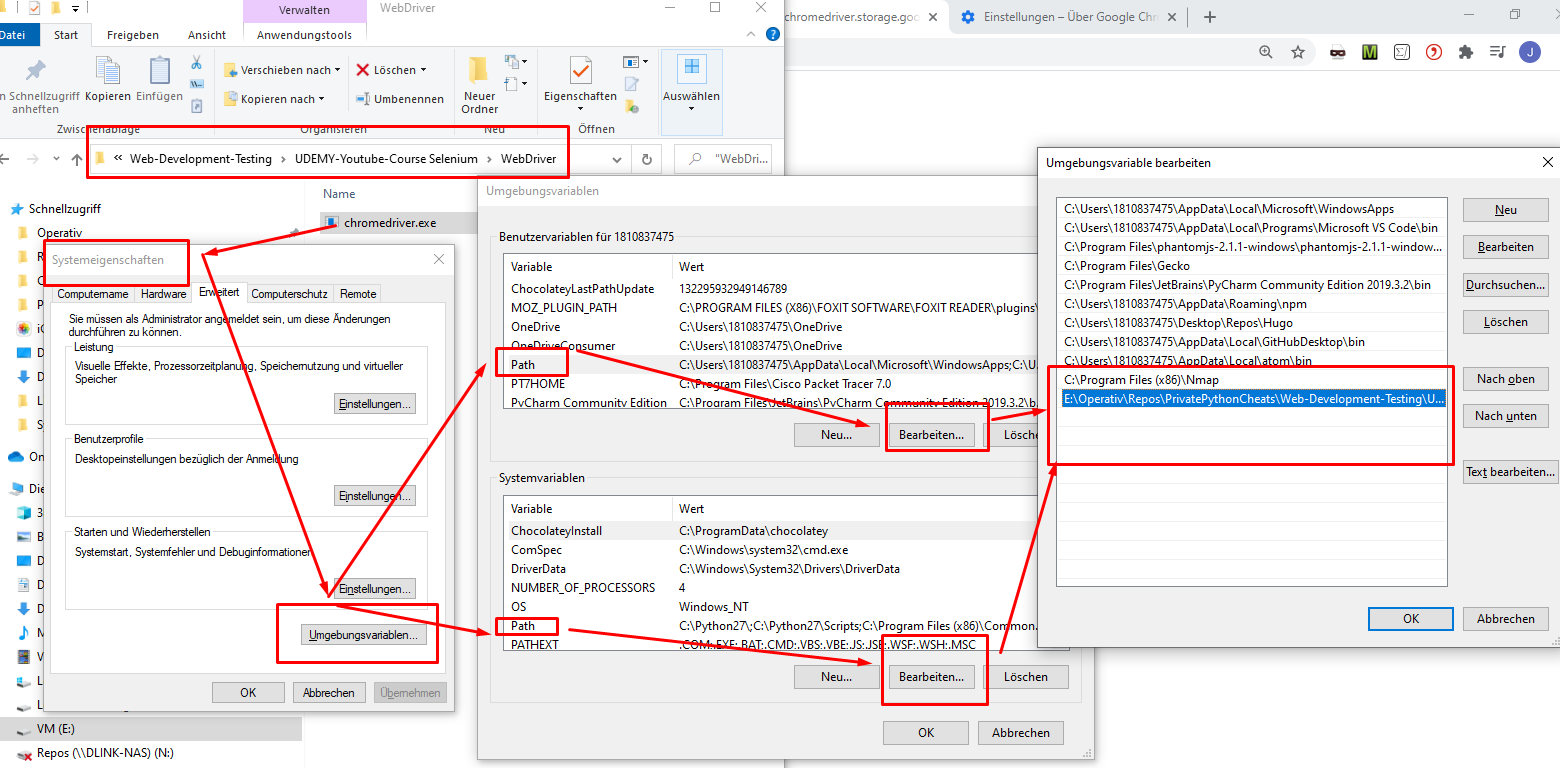 Verwalten
WebDriver
Datei
Start
Freigeben
Ansicht
Anwendungstools
Schnellzugriff
anheften
Kopieren
Einfügen
Verschieben nach
Kopieren nach
Löschen
Umbenennen
Neuer
Ordner
Eigenschaften
Auswählen
Zwischenablage
Organisieren
Neu
Öffnen
« Web-Development-Testing > UDEMY-Youtube-Course Selenium > WebDriver
"WebDri...
Name
chromedriver.exe
Schnellzugriff
Operativ
VM (E:)
Repos (\\DLINK-NAS) (N:)
chromedriver.storage.goo
Einstellungen – Über Google Chr
J
Systemeigenschaften
Computername
Hardware
Erweitert
Computerschutz
Remote
Sie müssen als Administrator angemeldet sein, um diese Änderungen
durchführen zu können.
Leistung
Visuelle Effekte, Prozessorzeitplanung, Speichernutzung und virtueller
Speicher
Einstellungen...
Benutzerprofile
Desktopeinstellungen bezüglich der Anmeldung
Einstellungen...
Starten und Wiederherstellen
Systemstart, Systemfehler und Debuginformationen
Einstellungen...
Umgebungsvariablen...
OK
Abbrechen
Übernehmen
Umgebungsvariablen
Benutzervariablen für 1810837475
Variable Wert
ChocolateyLastPathUpdate 132295932949146789
MOZ_PLUGIN_PATH C:\PROGRAM FILES (X86)\FOXIT SOFTWARE\FOXIT READER\plugins\
OneDrive C:\Users\1810837475\OneDrive
OneDriveConsumer C:\Users\1810837475\OneDrive
Path C:\Users\1810837475\AppData\Local\Microsoft\WindowsApps;C:\U...
PT7HOME C:\Program Files\Cisco Packet Tracer 7.0
PyCharm Community Edition C:\Program Files\JetBrains\PyCharm Community Edition 2019.3.2\b
Neu...
Bearbeiten...
Lösche
Systemvariablen
Variable Wert
ChocolateyInstall C:\ProgramData\chocolatey
ComSpec C:\Windows\system32\cmd.exe
DriverData C:\Windows\System32\Drivers\DriverData
NUMBER_OF_PROCESSORS 4
OS Windows_NT
Path C:\Python27\;C:\Python27\Scripts;C:\Program Files (x86)\Common.
PATHEXT .COM;.EXE;.BAT;.CMD;.VBS;.VBE;.JS;.JSE;.WSF;.WSH;.MSC
Neu...
Bearbeiten...
Löschen
OK
Abbrechen
Umgebungsvariable bearbeiten
C:\Users\1810837475\AppData\Local\Microsoft\WindowsApps
C:\Users\1810837475\AppData\Local\Programs\Microsoft VS Code\bin
C:\Program Files\phantomjs-2.1.1-windows\phantomjs-2.1.1-window...
C:\Program Files\Gecko
C:\Program Files\JetBrains\PyCharm Community Edition 2019.3.2\bin
C:\Users\1810837475\AppData\Roaming\npm
C:\Users\1810837475\Desktop\Repos\Hugo
C:\Users\1810837475\AppData\Local\GitHubDesktop\bin
C:\Users\1810837475\AppData\Local\atom\bin
C:\Program Files (x86)\Nmap
E:\Operativ\Repos\PrivatePythonCheats\Web-Development-Testing\U...
Neu
Bearbeiten
Durchsuchen...
Löschen
Nach oben
Nach unten
Text bearbeiten...
OK
Abbrechen